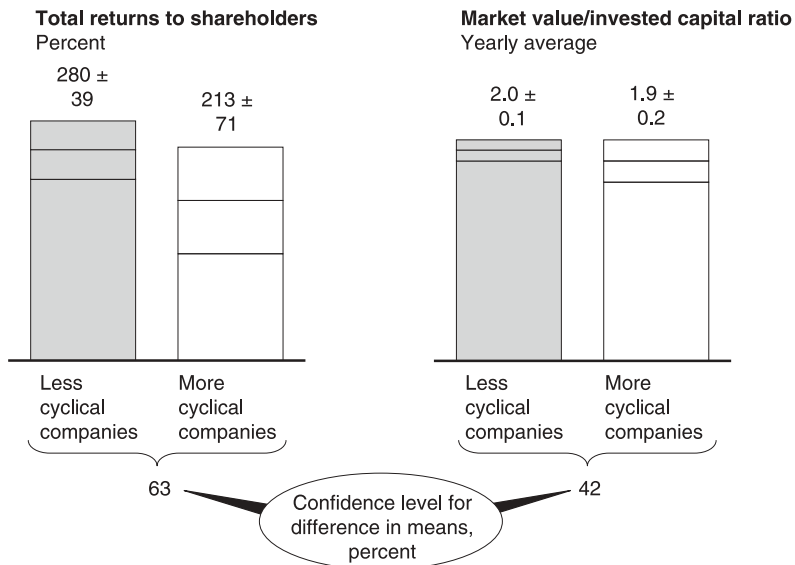 Total returns to shareholders
Percent
280 ±
39
213 ±
71
Less
cyclical
companies
More
cyclical
companies
63
Market value/invested capital ratio
Yearly average
2.0 ±
0.1
1.9 ±
0.2
Less
cyclical
companies
More
cyclical
companies
42
Confidence level for
difference in means,
percent